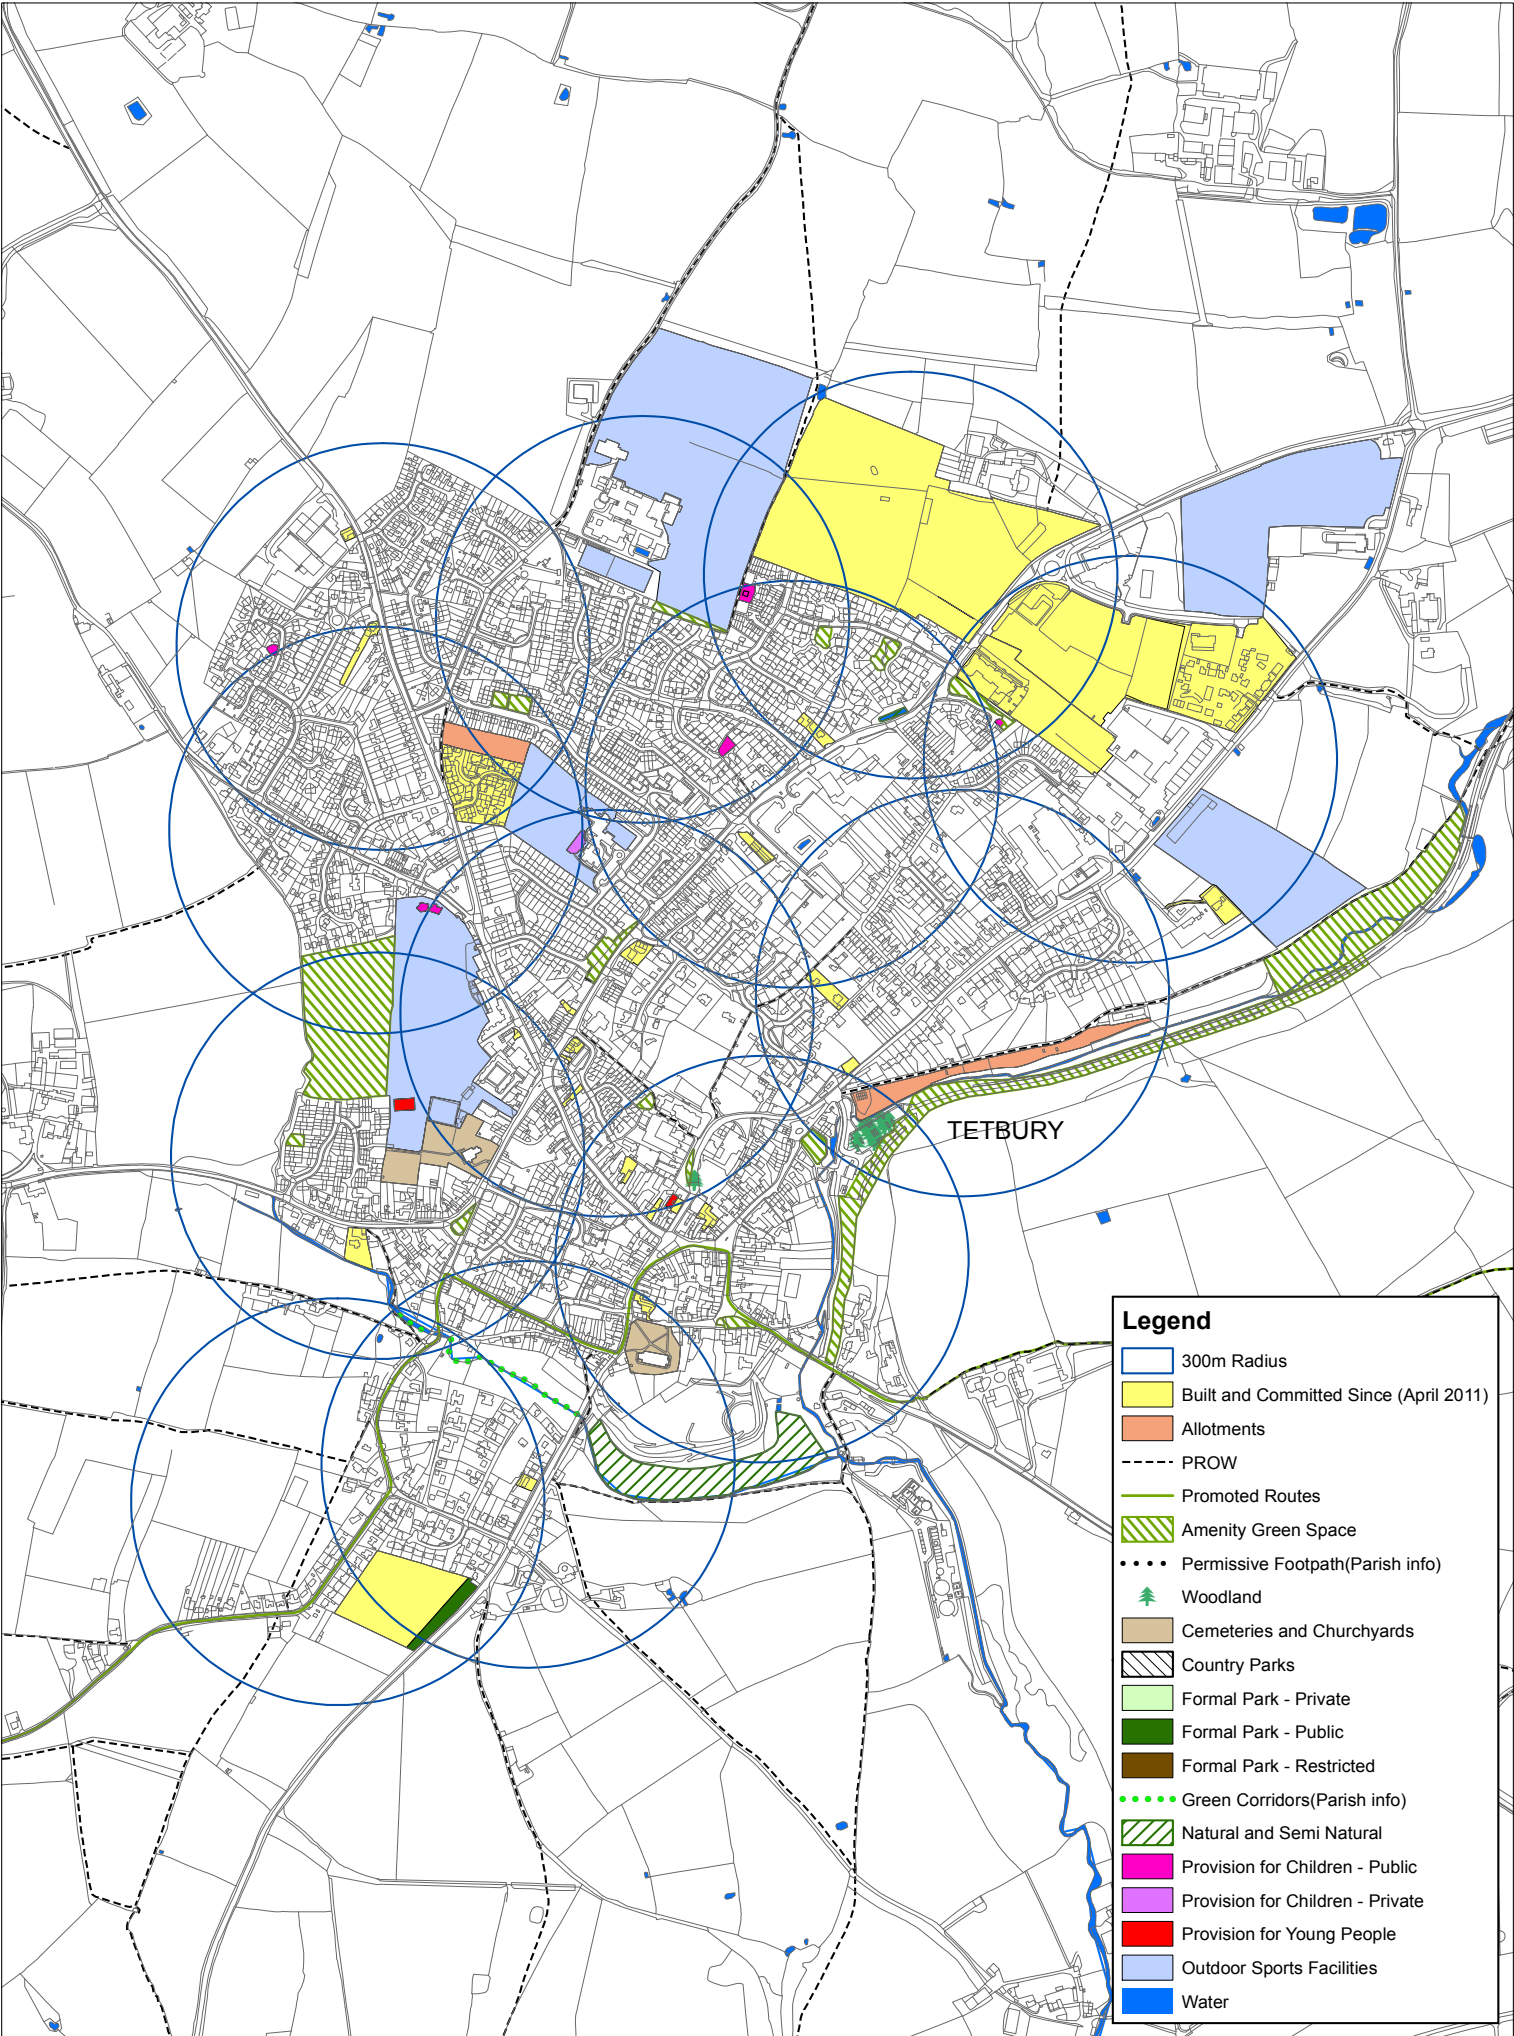 TETBURY
Legend
300m Radius
Built and Committed Since (April 2011)
Allotments
PROW
Promoted Routes
Amenity Green Space
Permissive Footpath(Parish info)
Woodland
Cemeteries and Churchyards
Country Parks
Formal Park - Private
Formal Park - Public
Formal Park - Restricted
Green Corridors(Parish info)
Natural and Semi Natural
Provision for Children - Public
Provision for Children - Private
Provision for Young People
Outdoor Sports Facilities
Water